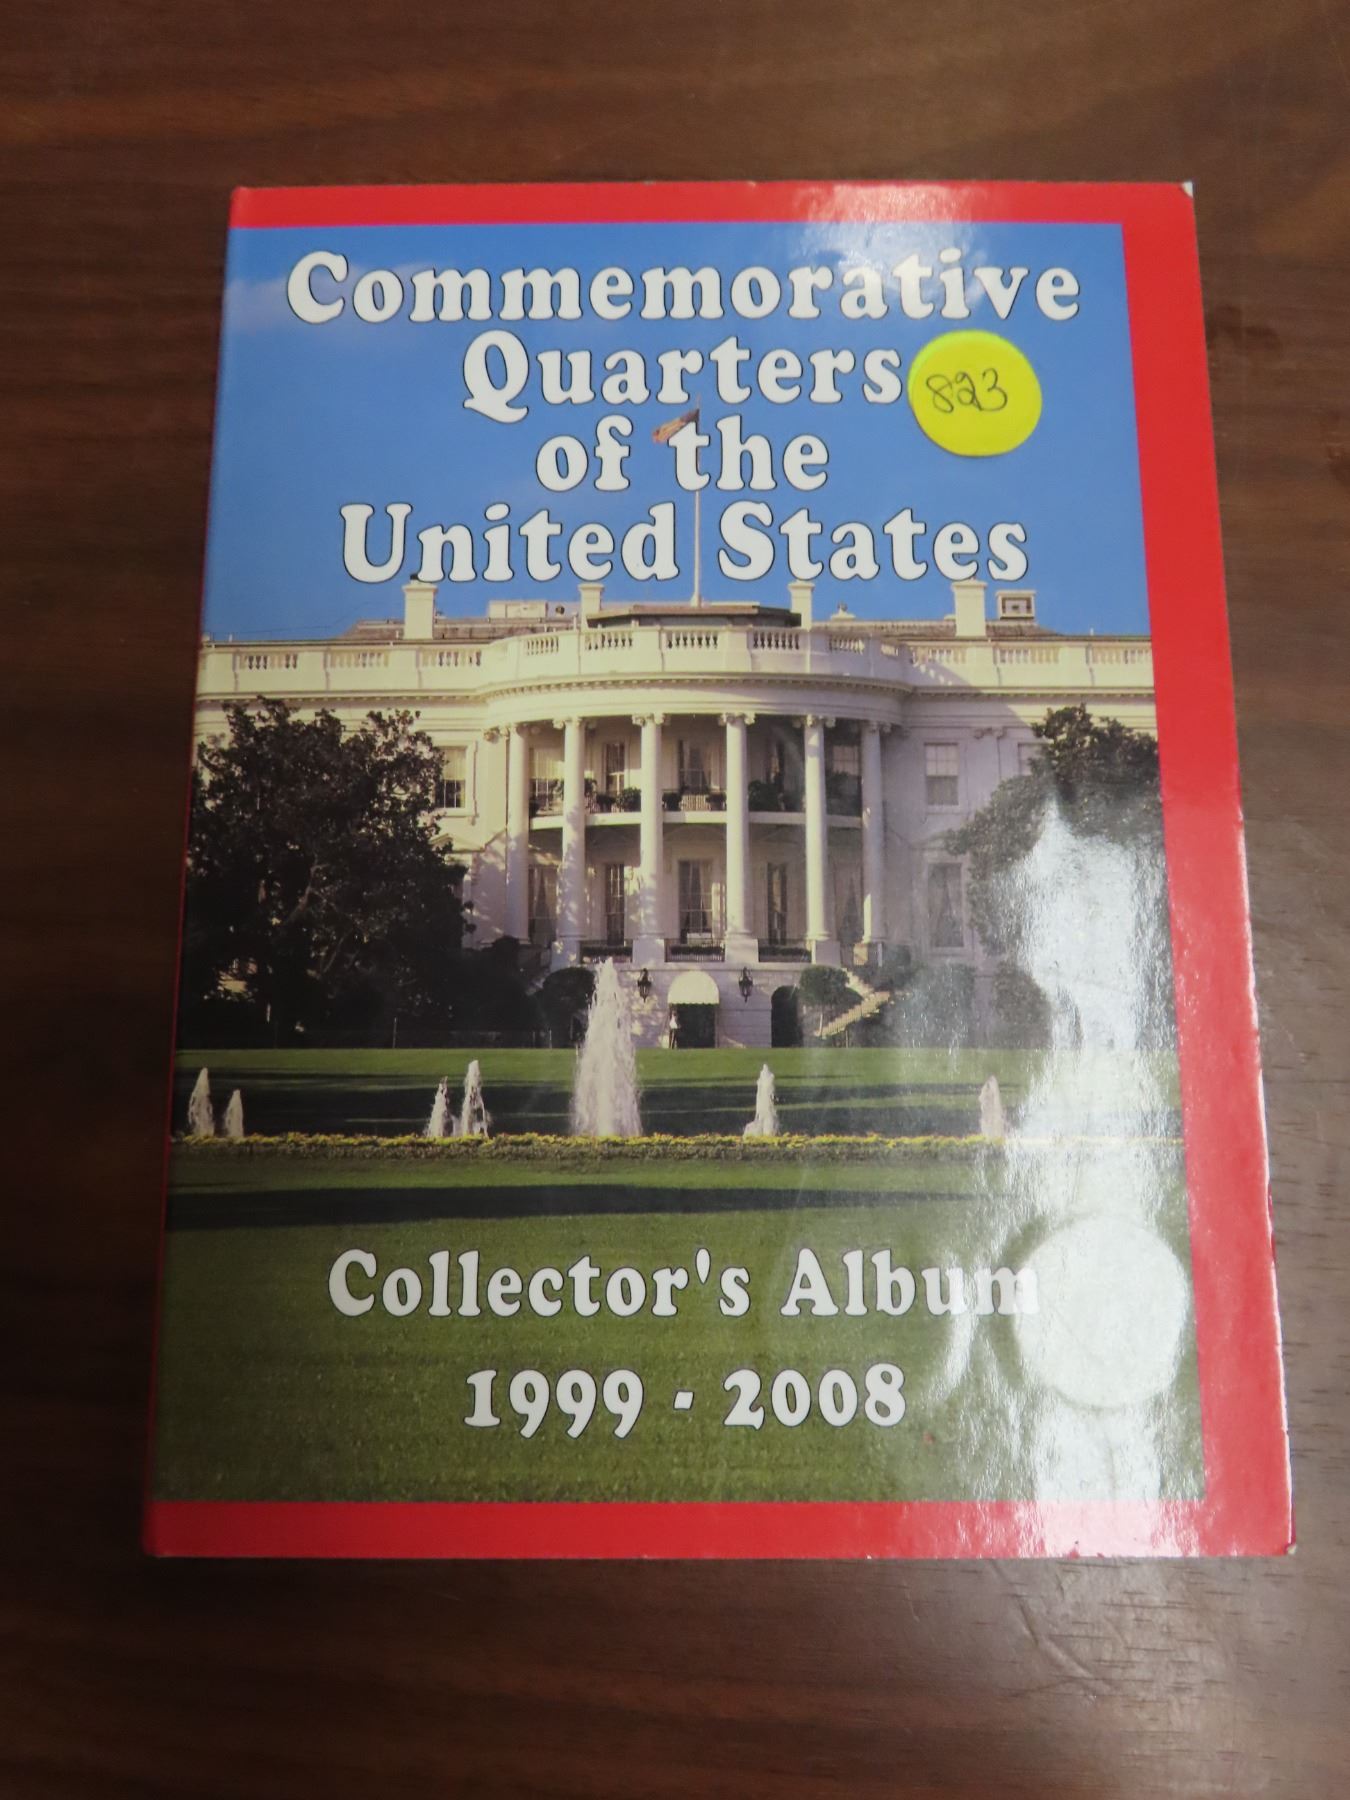 Commemorative
Quarters
823
of the
United States
Collector's Album
1999 - 2008